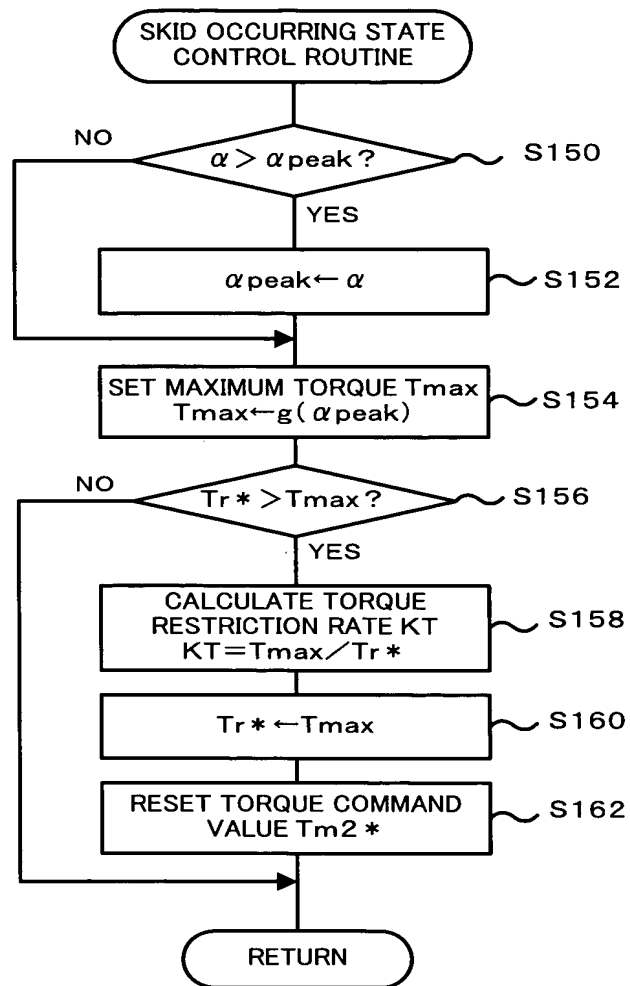 SKID OCCURRING STATE
CONTROL ROUTINE
NO
α > αpeak ?
S150
YES
αpeak ← α
S152
SET MAXIMUM TORQUE Tmax
Tmax←g(αpeak)
S154
NO
Tr* >Tmax?
S156
YES
CALCULATE TORQUE
RESTRICTION RATE KT
KT=Tmax/Tr*
S158
Tr* ←Tmax
S160
RESET TORQUE COMMAND
VALUE Tm2*
S162
RETURN